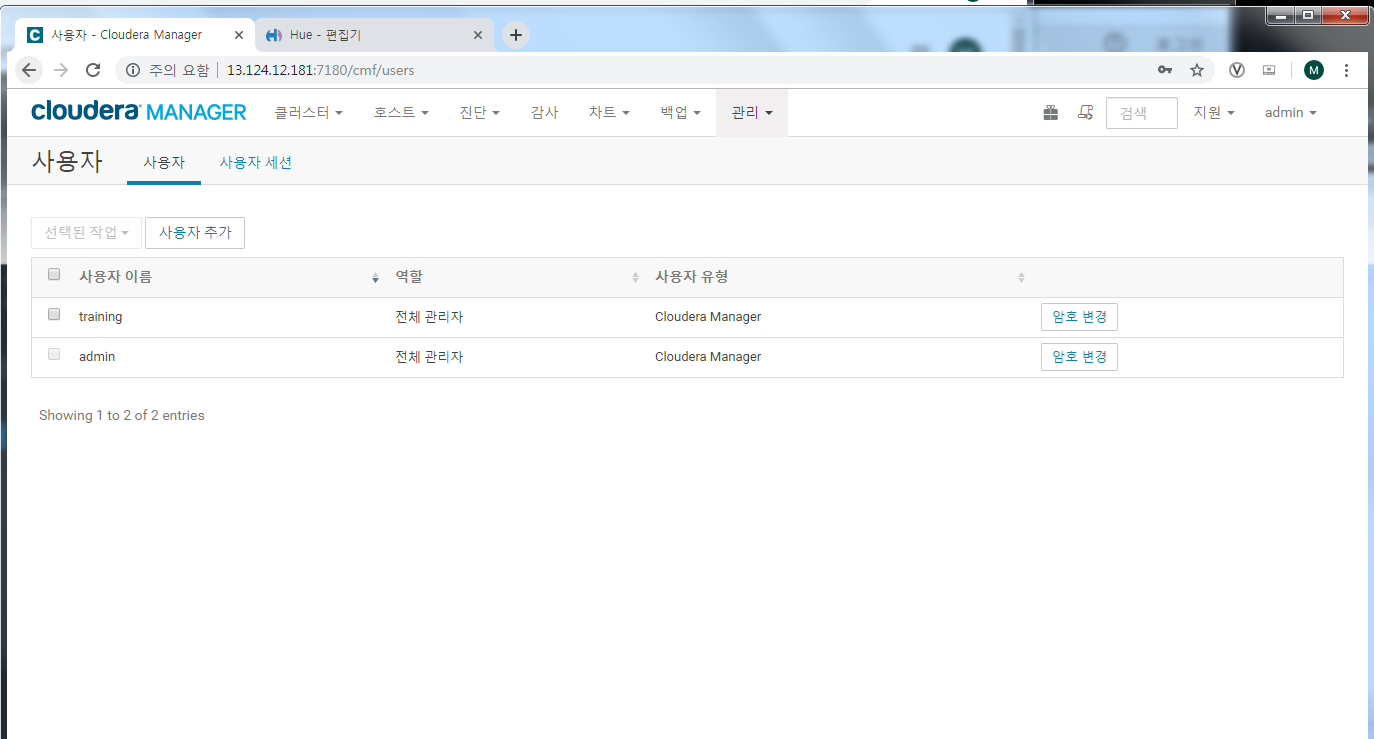 사용자 - Cloudera Manager
Hue - 편집기
주의 요함 13.124.12.181:7180/cmf/users
M
cloudera MANAGER 클러스터 호스트 진단 감사 차트 백업 관리 검색 지원 admin
사용자 사용자 사용자 세션
선택된 작업 사용자 추가
사용자 이름 역할 사용자 유형
training 전체 관리자 Cloudera Manager 암호 변경
admin 전체 관리자 Cloudera Manager 암호 변경
Showing 1 to 2 of 2 entries